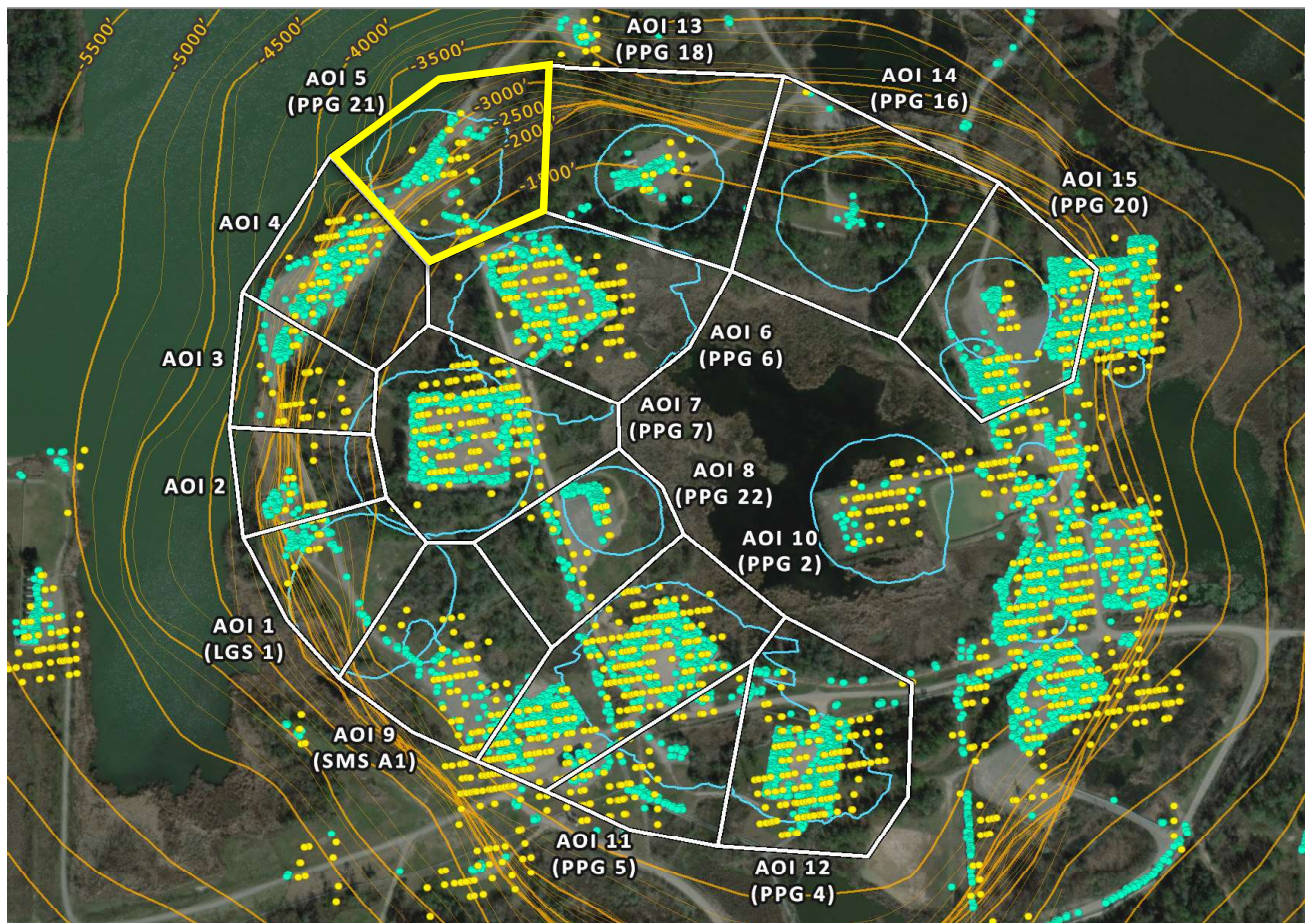 -5500'
-5000'
-4500'
-4000'
-3500'
-3000'
-2500'
-2000'
-1500'
AOI 13
(PPG 18)
AOI 5
(PPG 21)
AOI 14
(PPG 16)
AOI 15
(PPG 20)
AOI 4
AOI 3
AOI 6
(PPG 6)
AOI 7
(PPG 7)
AOI 8
(PPG 22)
AOI 2
AOI 10
(PPG 2)
AOI 1
(LGS 1)
AOI 9
(SMS A1)
AOI 11
(PPG 5)
AOI 12
(PPG 4)